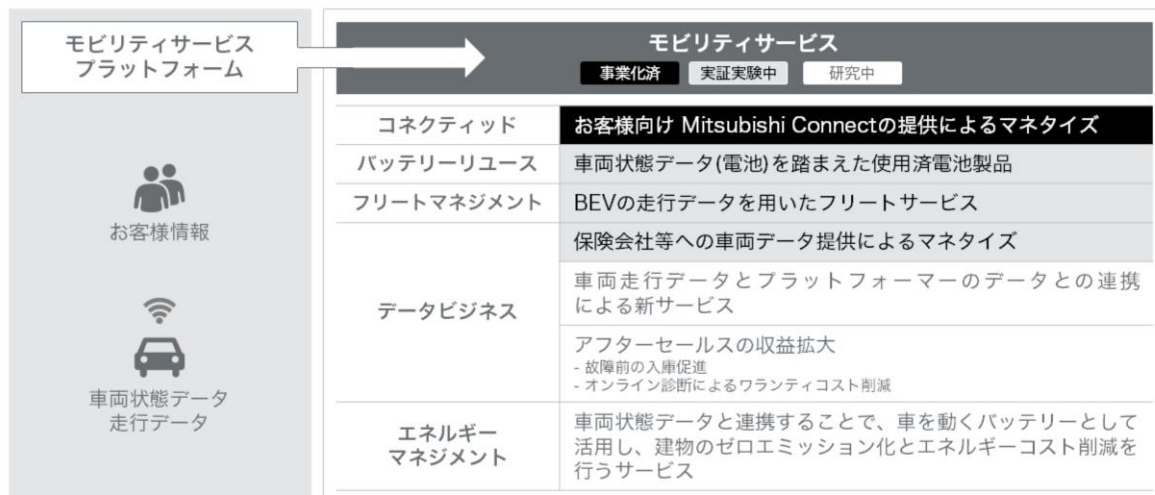 モビリティサービス
プラットフォーム
お客様情報
車両状態データ
走行データ
モビリティサービス
事業化済 実証実験中 研究中
コネクティッド お客様向け Mitsubishi Connectの提供によるマネタイズ
バッテリーリユース 車両状態データ(電池)を踏まえた使用済電池製品
フリートマネジメント BEVの走行データを用いたフリートサービス
データビジネス
保険会社等への車両データ提供によるマネタイズ
車両走行データとプラットフォーマーのデータとの連携
による新サービス
アフターセールスの収益拡大
- 故障前の入庫促進
- オンライン診断によるワランティコスト削減
エネルギー
マネジメント
車両状態データと連携することで、車を動くバッテリーとして
活用し、建物のゼロエミッション化とエネルギーコスト削減を
行うサービス